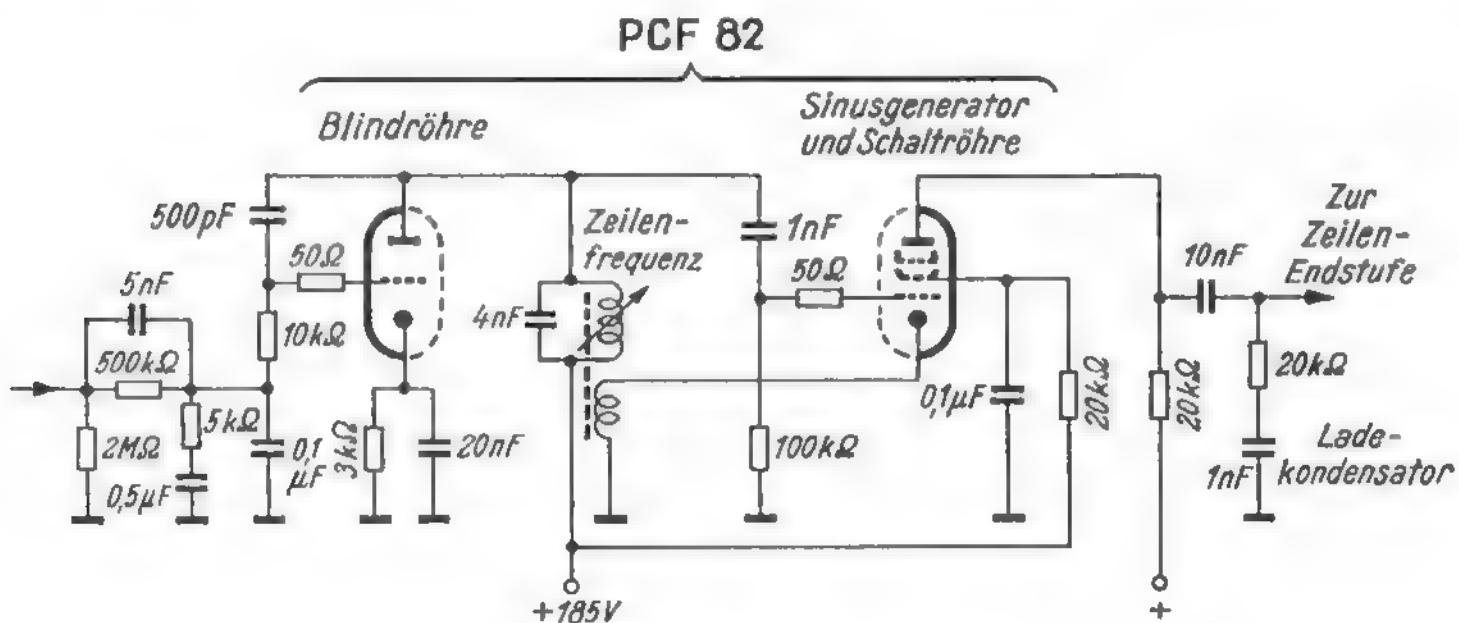 PCF 82
Blindröhre
Sinusgenerator
und Schaltröhre
500pF
50Ω
Zeilen-
frequenz
1nF
50Ω
Zur
Zeilen-
Endstufe
10nF
5nF
500kΩ
10kΩ
4nF
2MΩ
5kΩ
0,5µF
0,1
µF
3kΩ
20nF
100kΩ
0,1µF
20kΩ
20kΩ
20kΩ
1nF
Lade-
kondensator
+185V
+